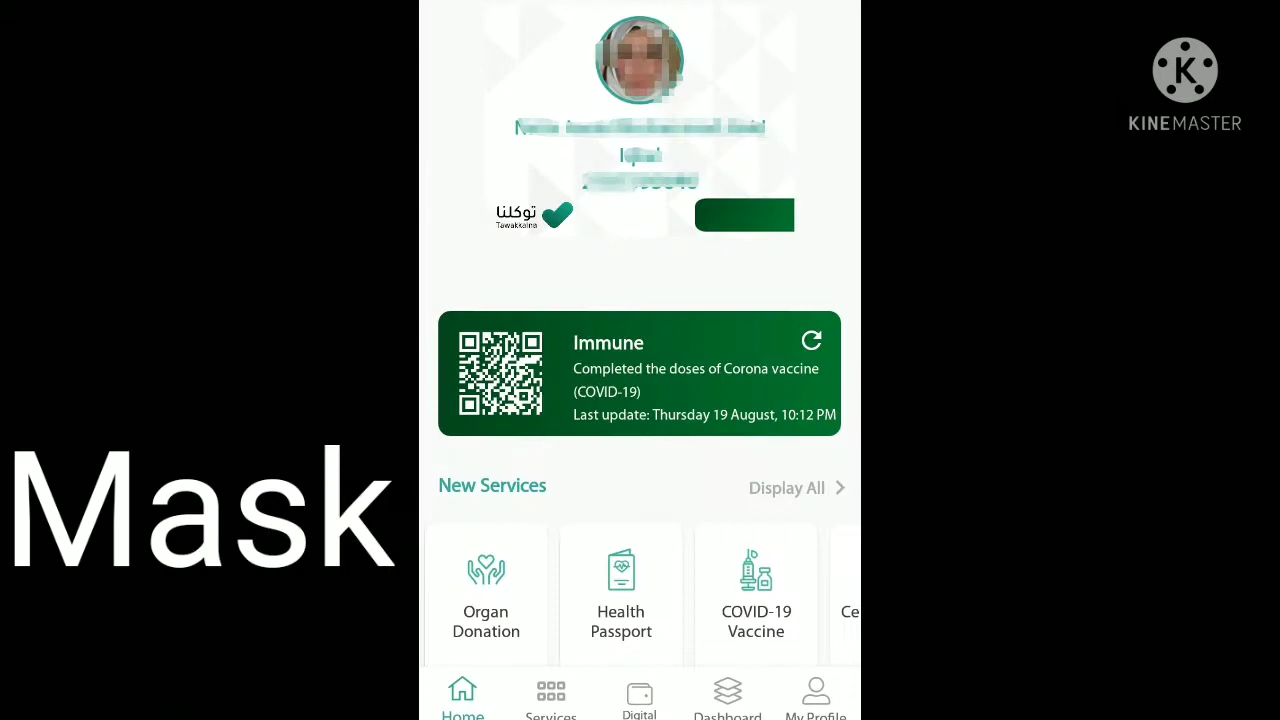 KINEMASTER
توكلنا
Tawakkalna
Immune
Completed the doses of Corona vaccine
(COVID-19)
Last update: Thursday 19 August, 10:12 PM
Mask
New Services
Display All
Organ
Donation
Health
Passport
COVID-19
Vaccine
Ce
Home
Services
Digital
Dashboard
My Profile